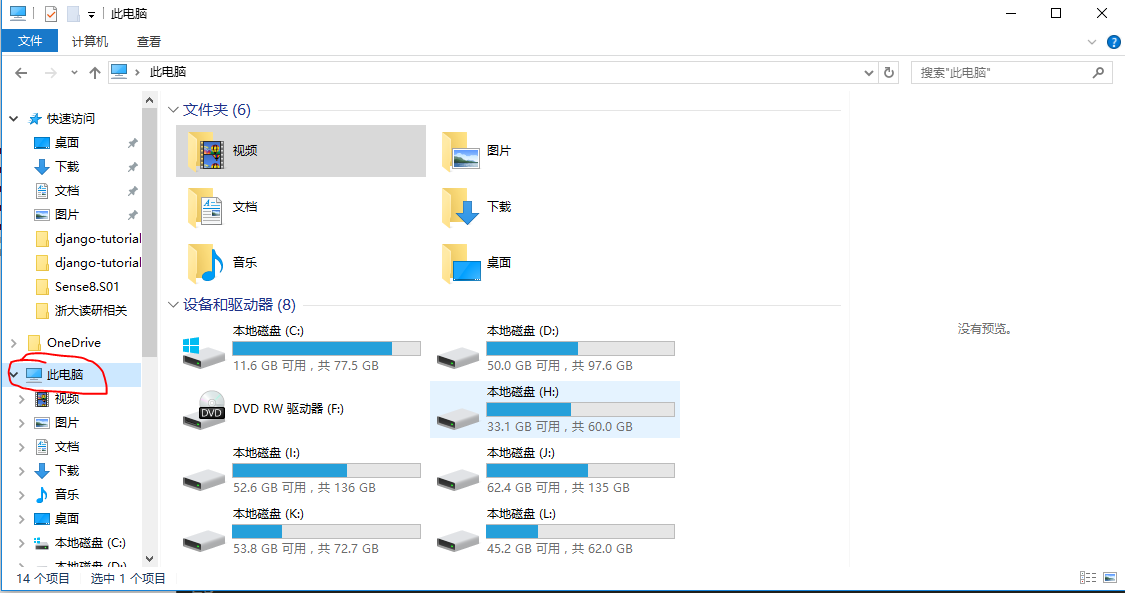 此电脑
文件 计算机 查看
此电脑 搜索"此电脑"
快速访问
桌面
下载
文档
图片
django-tutorial
django-tutorial
Sense8.S01
浙大读研相关
OneDrive
此电脑
视频
图片
文档
下载
音乐
桌面
本地磁盘 (C:)
本地磁盘 (D:)
文件夹 (6)
视频
图片
文档
下载
音乐
桌面
设备和驱动器 (8)
本地磁盘 (C:)
11.6 GB 可用，共 77.5 GB
本地磁盘 (D:)
50.0 GB 可用，共 97.6 GB
DVD
DVD RW 驱动器 (F:)
本地磁盘 (H:)
33.1 GB 可用，共 60.0 GB
本地磁盘 (I:)
52.6 GB 可用，共 136 GB
本地磁盘 (J:)
62.4 GB 可用，共 135 GB
本地磁盘 (K:)
53.8 GB 可用，共 72.7 GB
本地磁盘 (L:)
45.2 GB 可用，共 62.0 GB
没有预览。
14 个项目 选中 1 个项目